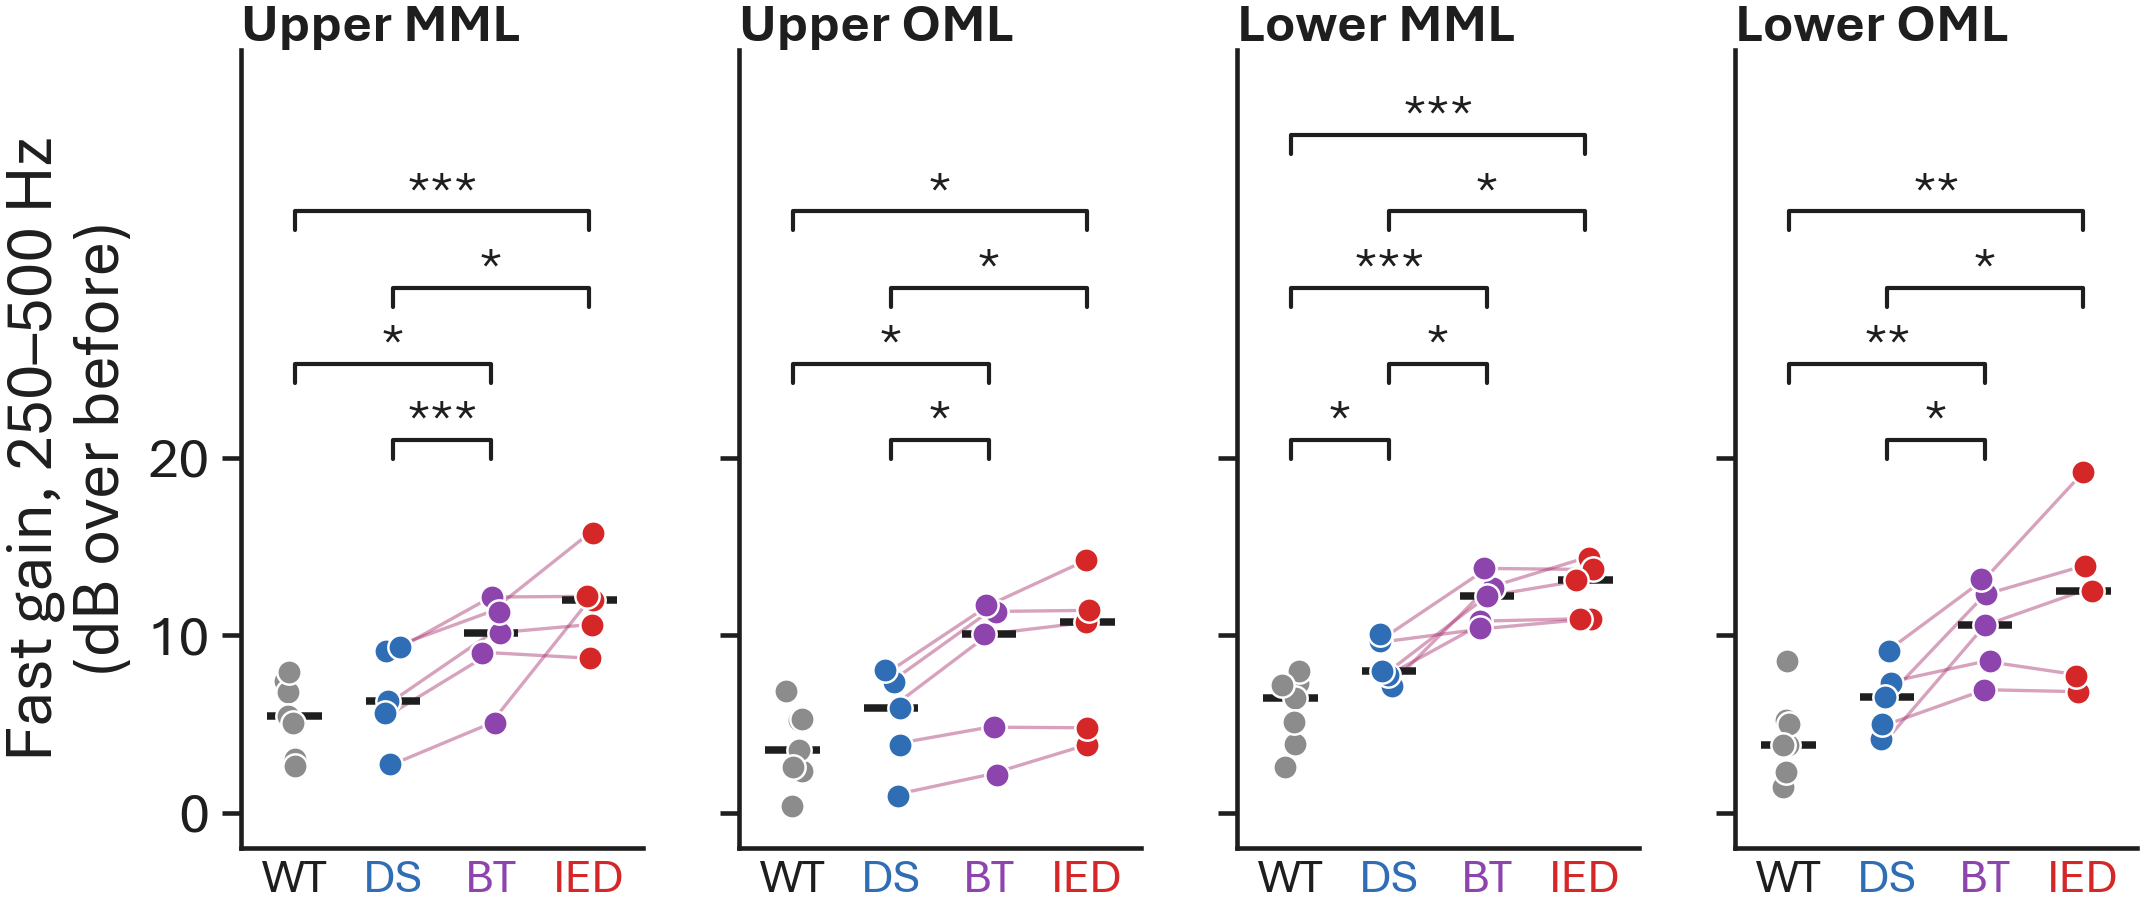 Upper MML
Upper OML
Lower MML
Lower OML
Fast gain, 250–500 Hz
(dB over before)
20
10
0
***
*
*
***
*
*
*
*
***
*
***
*
*
**
*
**
*
WT DS BT IED
WT DS BT IED
WT DS BT IED
WT DS BT IED